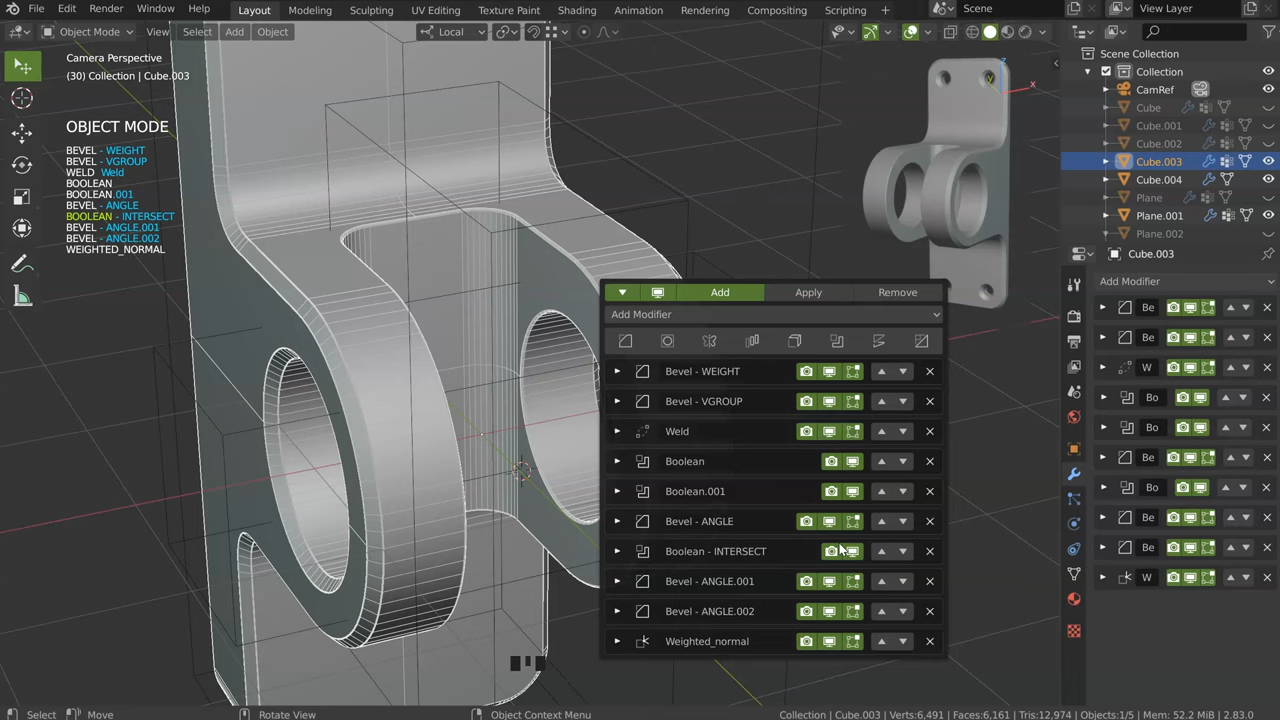 File Edit Render Window Help Layout Modeling Sculpting UV Editing Texture Paint Shading Animation Rendering Compositing Scripting + Scene View Layer
Object Mode View Select Add Object Local
Camera Perspective
(30) Collection | Cube.003
OBJECT MODE
BEVEL - WEIGHT
BEVEL - VGROUP
WELD Weld
BOOLEAN
BOOLEAN.001
BEVEL - ANGLE
BOOLEAN - INTERSECT
BEVEL - ANGLE.001
BEVEL - ANGLE.002
WEIGHTED_NORMAL
Z
Y
X
Scene Collection
Collection
CamRef
Cube
Cube.001
Cube.002
Cube.003
Cube.004
Plane
Plane.001
Plane.002
Cube.003
Add Modifier
Be
Be
W
Bo
Bo
Be
Bo
Be
Be
W
Add Apply Remove
Add Modifier
Bevel - WEIGHT
Bevel - VGROUP
Weld
Boolean
Boolean.001
Bevel - ANGLE
Boolean - INTERSECT
Bevel - ANGLE.001
Bevel - ANGLE.002
Weighted_normal
Select Move Rotate View Object Context Menu Collection | Cube.003 | Verts:6,491 | Faces:6,161 | Tris:12,974 | Objects:1/5 | Mem: 52.2 MiB | 2.83.0